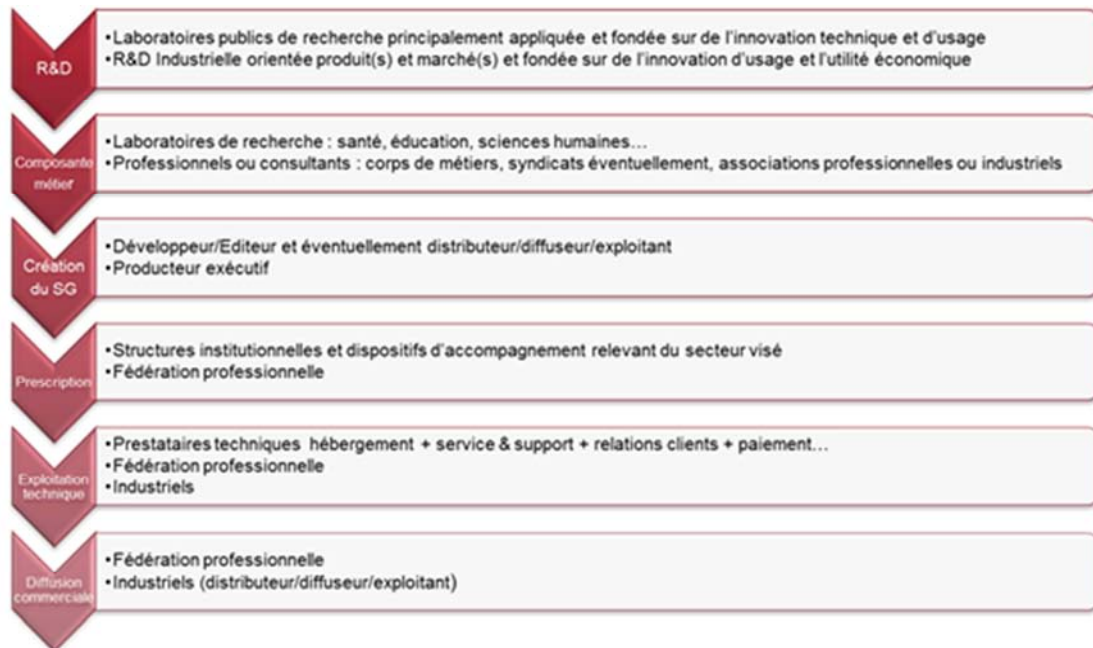 R&D
•Laboratoires publics de recherche principalement appliquée et fondée sur de l'innovation technique et d'usage
•R&D Industrielle orientée produit(s) et marché(s) et fondée sur de l'innovation d'usage et l'utilité économique
Composante
métier
•Laboratoires de recherche : santé, éducation, sciences humaines…
•Professionnels ou consultants : corps de métiers, syndicats éventuellement, associations professionnelles ou industriels
Création
du SG
•Développeur/Editeur et éventuellement distributeur/diffuseur/exploitant
•Producteur exécutif
Prescription
•Structures institutionnelles et dispositifs d'accompagnement relevant du secteur visé
•Fédération professionnelle
Exploitation
technique
•Prestataires techniques hébergement + service & support + relations clients + paiement…
•Fédération professionnelle
•Industriels
Diffusion
commerciale
•Fédération professionnelle
•Industriels (distributeur/diffuseur/exploitant)